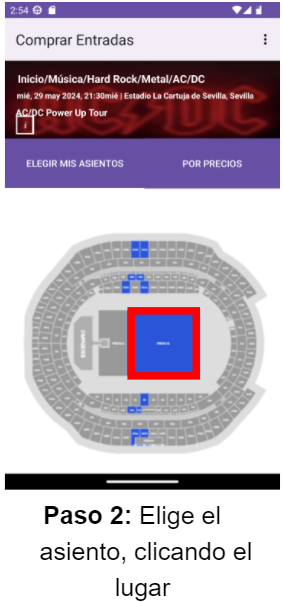 2:54
Comprar Entradas
Inicio/Música/Hard Rock/Metal/AC/DC
mié, 29 may 2024, 21:30mié | Estadio La Cartuja de Sevilla, Sevilla
AC/DC Power Up Tour
i
ELEGIR MIS ASIENTOS
POR PRECIOS
Paso 2: Elige el
asiento, clicando el
lugar